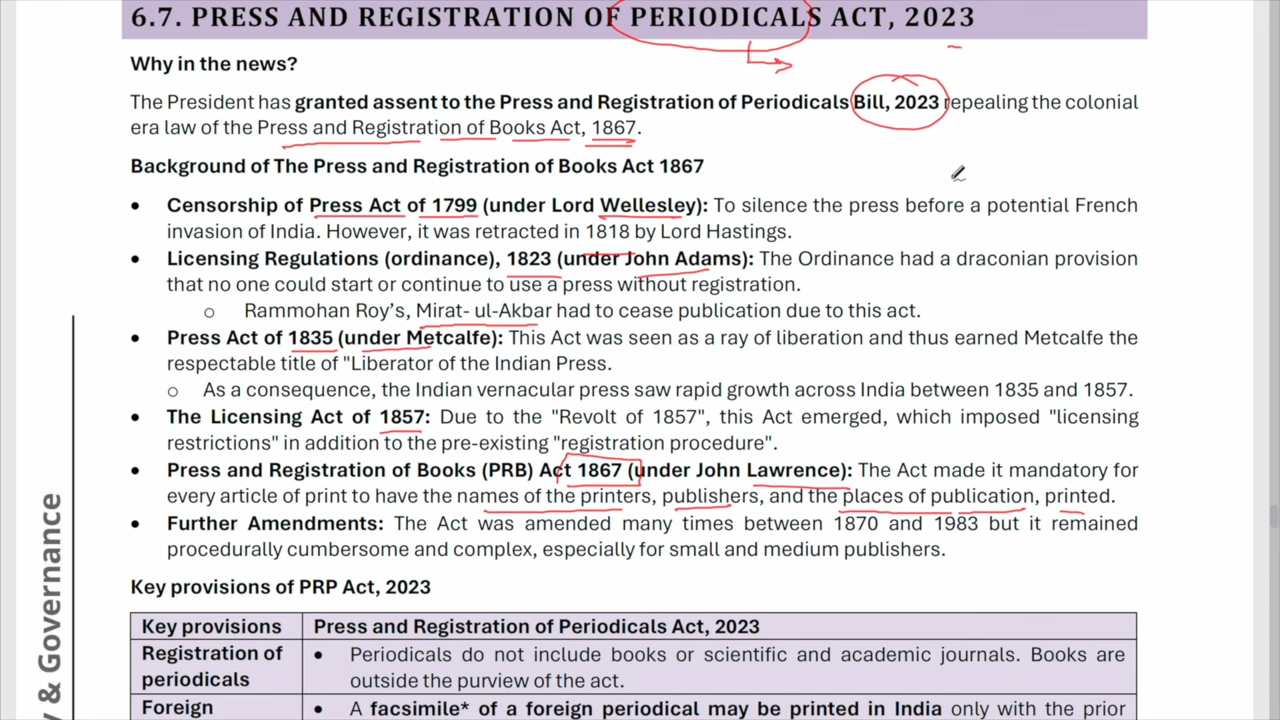 6.7. PRESS AND REGISTRATION OF PERIODICALS ACT, 2023
Why in the news?
The President has granted assent to the Press and Registration of Periodicals Bill, 2023 repealing the colonial
era law of the Press and Registration of Books Act, 1867.
Background of The Press and Registration of Books Act 1867
• Censorship of Press Act of 1799 (under Lord Wellesley): To silence the press before a potential French
invasion of India. However, it was retracted in 1818 by Lord Hastings.
• Licensing Regulations (ordinance), 1823 (under John Adams): The Ordinance had a draconian provision
that no one could start or continue to use a press without registration.
o Rammohan Roy's, Mirat- ul-Akbar had to cease publication due to this act.
• Press Act of 1835 (under Metcalfe): This Act was seen as a ray of liberation and thus earned Metcalfe the
respectable title of "Liberator of the Indian Press.
o As a consequence, the Indian vernacular press saw rapid growth across India between 1835 and 1857.
• The Licensing Act of 1857: Due to the "Revolt of 1857", this Act emerged, which imposed "licensing
restrictions" in addition to the pre-existing "registration procedure".
• Press and Registration of Books (PRB) Act 1867 (under John Lawrence): The Act made it mandatory for
every article of print to have the names of the printers, publishers, and the places of publication, printed.
• Further Amendments: The Act was amended many times between 1870 and 1983 but it remained
procedurally cumbersome and complex, especially for small and medium publishers.
Key provisions of PRP Act, 2023
Key provisions Press and Registration of Periodicals Act, 2023
Registration of periodicals • Periodicals do not include books or scientific and academic journals. Books are
outside the purview of the act.
Foreign • A facsimile* of a foreign periodical may be printed in India only with the prior
& Governance